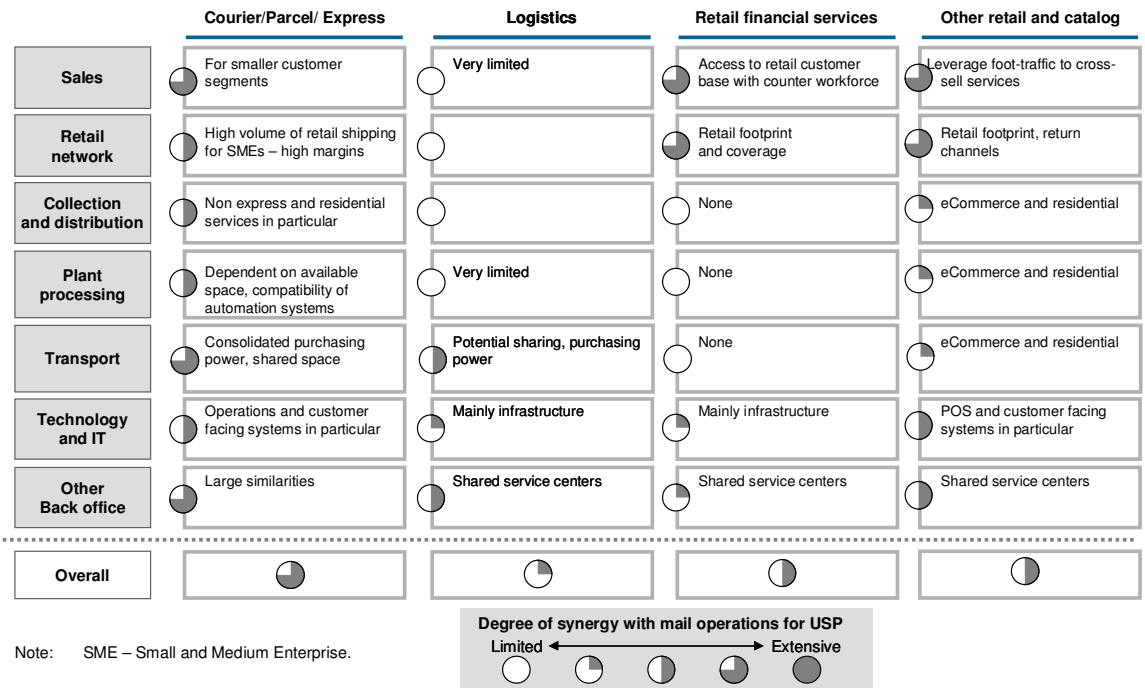 Courier/Parcel/ Express
Logistics
Retail financial services
Other retail and catalog
Sales
For smaller customer
segments
Very limited
Access to retail customer
base with counter workforce
Leverage foot-traffic to cross-
sell services
Retail
network
High volume of retail shipping
for SMEs – high margins
Retail footprint
and coverage
Retail footprint, return
channels
Collection
and distribution
Non express and residential
services in particular
None
eCommerce and residential
Plant
processing
Dependent on available
space, compatibility of
automation systems
Very limited
None
eCommerce and residential
Transport
Consolidated purchasing
power, shared space
Potential sharing, purchasing
power
None
eCommerce and residential
Technology
and IT
Operations and customer
facing systems in particular
Mainly infrastructure
Mainly infrastructure
POS and customer facing
systems in particular
Other
Back office
Large similarities
Shared service centers
Shared service centers
Shared service centers
Overall
Degree of synergy with mail operations for USP
Limited
Extensive
Note: SME – Small and Medium Enterprise.